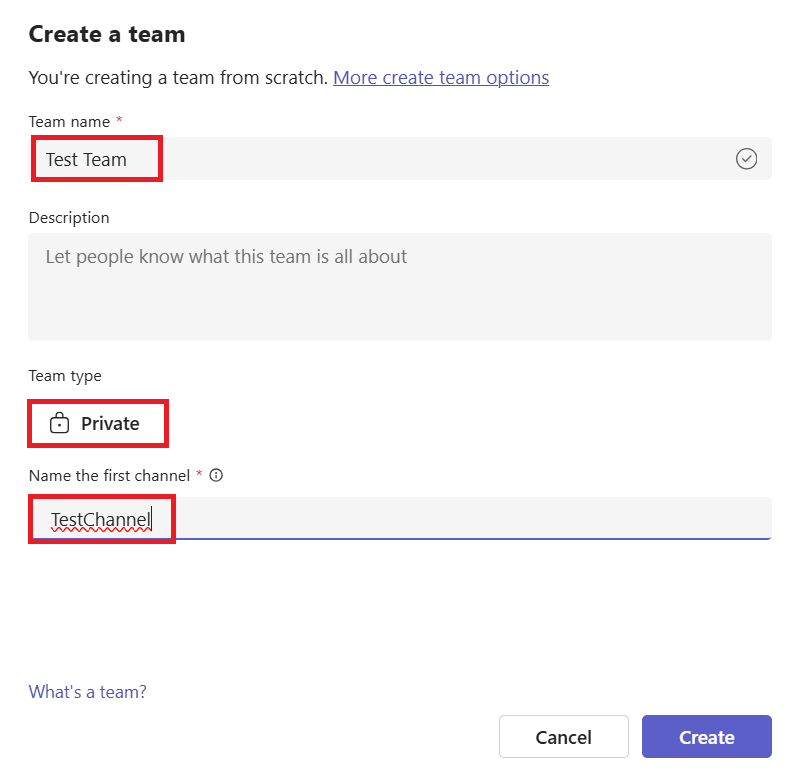 Create a team
You're creating a team from scratch. More create team options
Team name *
Test Team
Description
Let people know what this team is all about
Team type
Private
Name the first channel *
TestChannel
What's a team?
Cancel Create